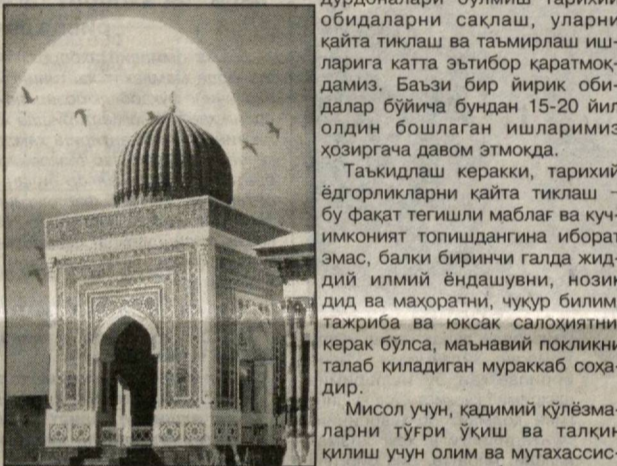 дурдоналари бўлмиш тарихий
обидаларни сақлаш, уларни
қайта тиклаш ва таъмирлаш иш-
ларига катта эътибор қаратмоқ-
дамиз. Баъзи бир йирик оби-
далар бўйича бундан 15-20 йил
олдин бошлаган ишларимиз
ҳозиргача давом этмоқда.
Таъкидлаш керакки, тарихий
ёдгорликларни қайта тиклаш –
бу фақат тегишли маблағ ва куч-
имконият топишдангина иборат
эмас, балки биринчи галда жид-
дий илмий ёндашувни, нозик
дид ва маҳоратни, чуқур билим,
тажриба ва юксак салоҳиятни
керак бўлса, маънавий покликни
талаб қиладиган мураккаб соҳа-
дир.
Мисол учун, қадимий қўлёзма-
ларни тўғри ўқиш ва талқин
қилиш учун олим ва мутахассис-